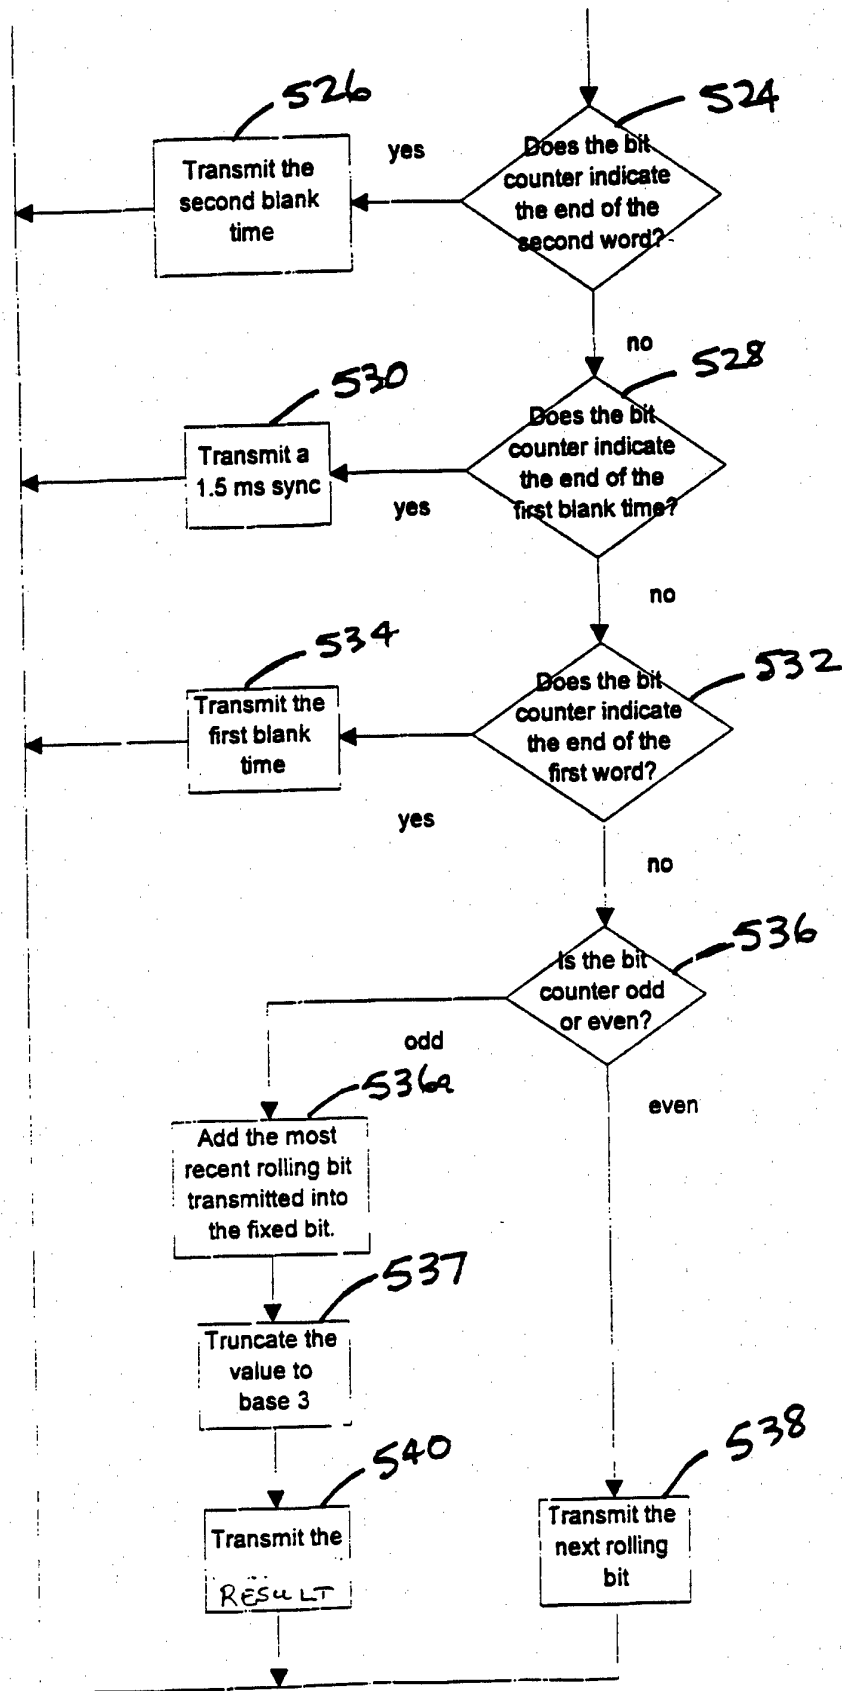 526
524
Transmit the
second blank
time
yes
Does the bit
counter indicate
the end of the
second word?
no
530
528
Transmit a
1.5 ms sync
yes
Does the bit
counter indicate
the end of the
first blank time?
no
534
532
Transmit the
first blank
time
yes
Does the bit
counter indicate
the end of the
first word?
no
536
Is the bit
counter odd
or even?
odd
even
536a
Add the most
recent rolling bit
transmitted into
the fixed bit.
537
Truncate the
value to
base 3
540
538
Transmit the
RESULT
Transmit the
next rolling
bit